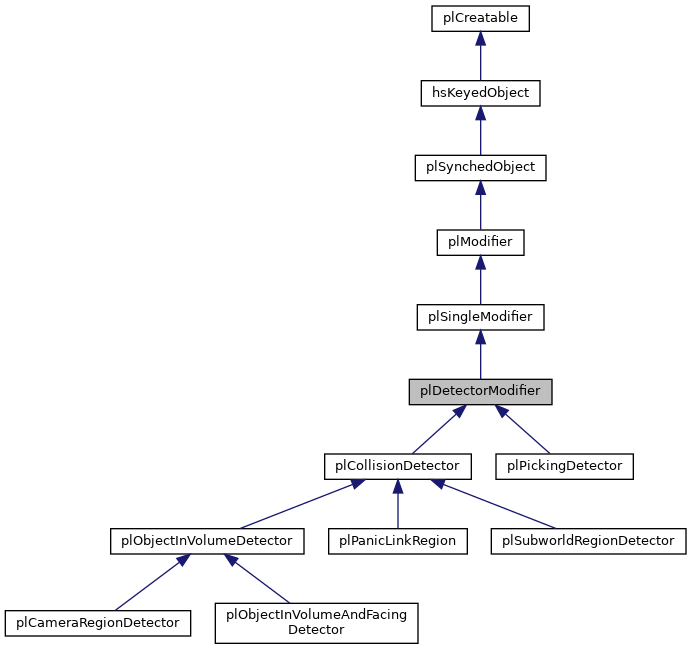 plCreatable
hsKeyedObject
plSynchedObject
plModifier
plSingleModifier
plDetectorModifier
plCollisionDetector
plPickingDetector
plObjectInVolumeDetector
plPanicLinkRegion
plSubworldRegionDetector
plCameraRegionDetector
plObjectInVolumeAndFacing
Detector